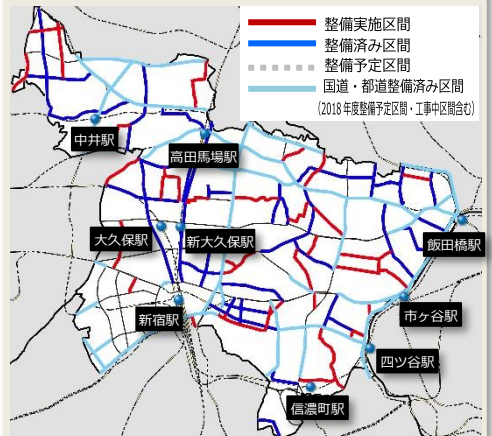 整備実施区間
整備済み区間
整備予定区間
国道・都道整備済み区間
(2018年度整備予定区間・工事中区間含む)
中井駅
高田馬場駅
大久保駅
新大久保駅
飯田橋駅
新宿駅
市ヶ谷駅
四ツ谷駅
信濃町駅